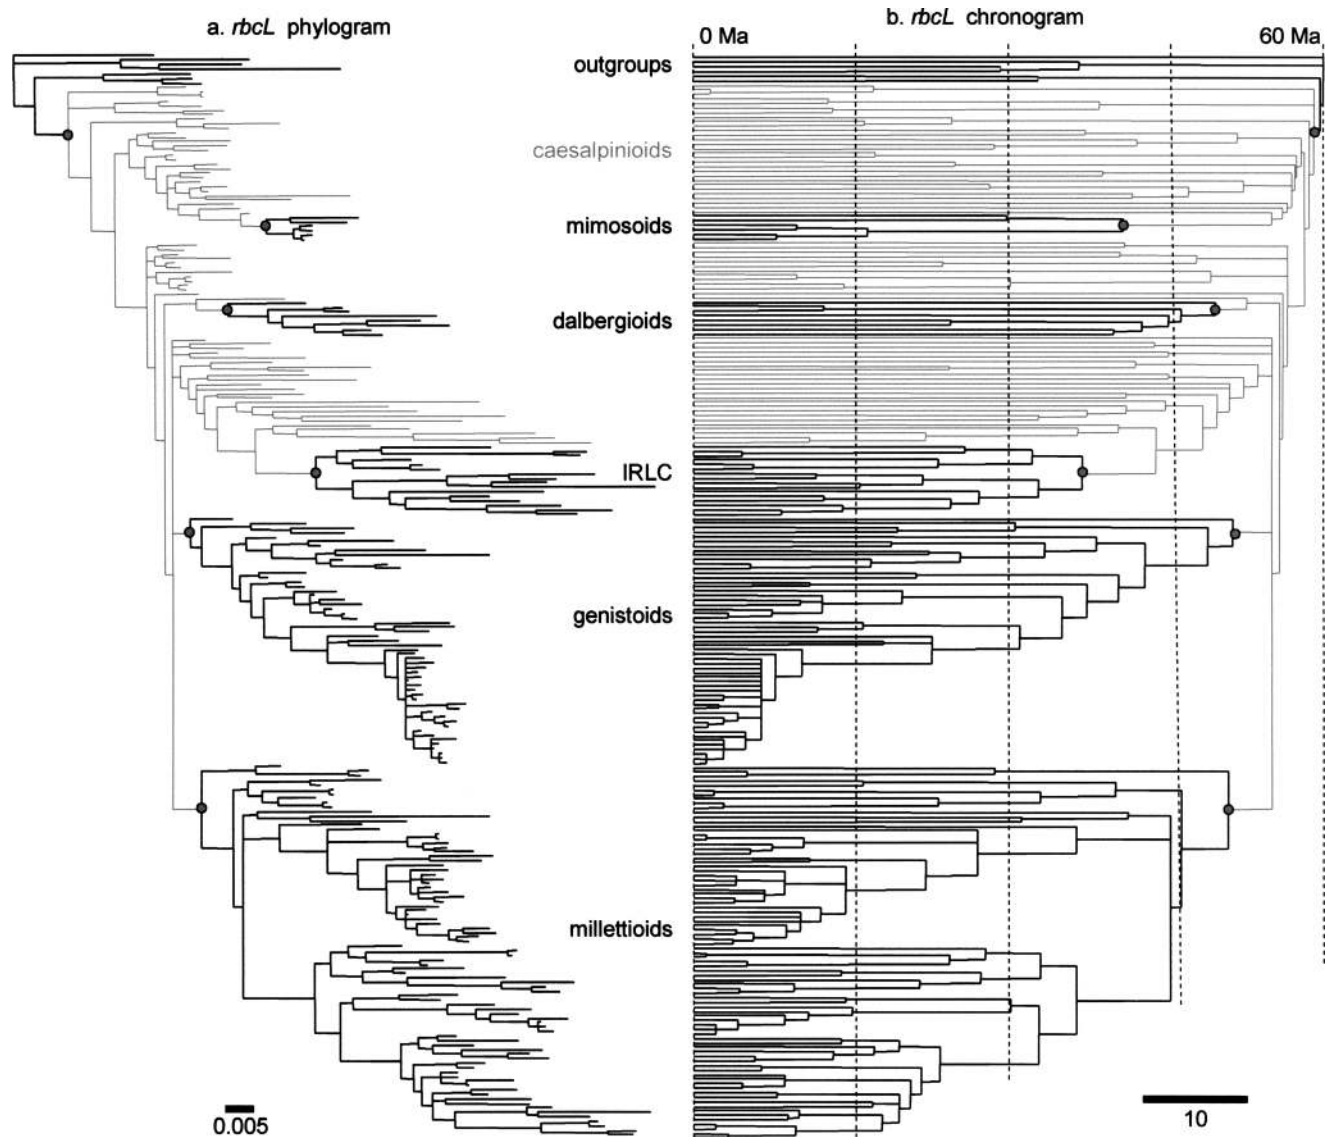 a. rbcL phylogram
b. rbcL chronogram
0 Ma
60 Ma
outgroups
caesalpinioids
mimosoids
dalbergioids
IRLC
genistoids
millettioids
0.005
10